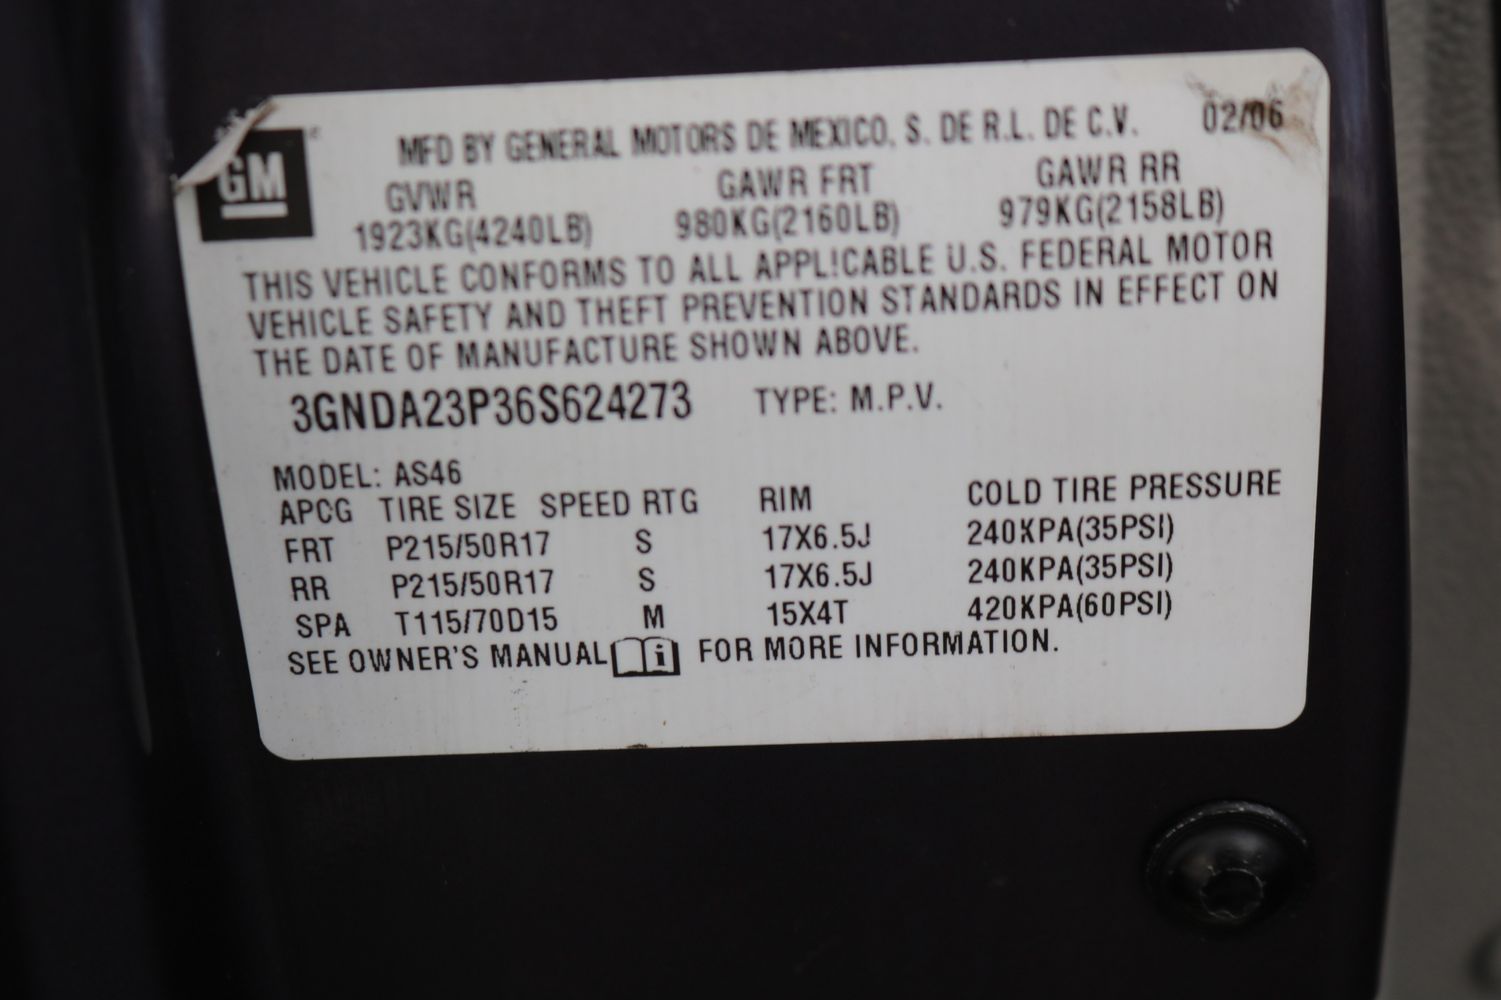 GM
MFD BY GENERAL MOTORS DE MEXICO, S. DE R.L. DE C.V. 02/06
GVWR GAWR FRT GAWR RR
1923KG(4240LB) 980KG(2160LB) 979KG(2158LB)
THIS VEHICLE CONFORMS TO ALL APPLICABLE U.S. FEDERAL MOTOR
VEHICLE SAFETY AND THEFT PREVENTION STANDARDS IN EFFECT ON
THE DATE OF MANUFACTURE SHOWN ABOVE.
3GNDA23P36S624273 TYPE: M.P.V.
MODEL: AS46
APCG TIRE SIZE SPEED RTG RIM COLD TIRE PRESSURE
FRT P215/50R17 S 17X6.5J 240KPA(35PSI)
RR P215/50R17 S 17X6.5J 240KPA(35PSI)
SPA T115/70D15 M 15X4T 420KPA(60PSI)
SEE OWNER'S MANUAL i FOR MORE INFORMATION.